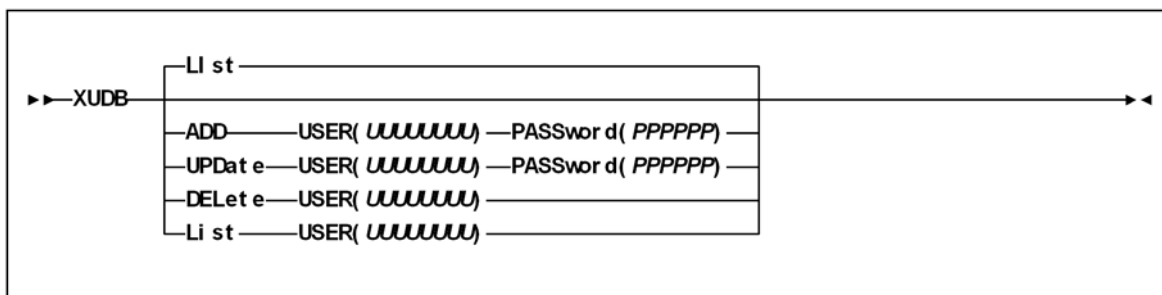 LIst
XUDB
ADD USER( UUUUUUUU) PASSword( PPPPPP)
UPDate USER( UUUUUUUU) PASSword( PPPPPP)
DELete USER( UUUUUUUU)
List USER( UUUUUUUU)